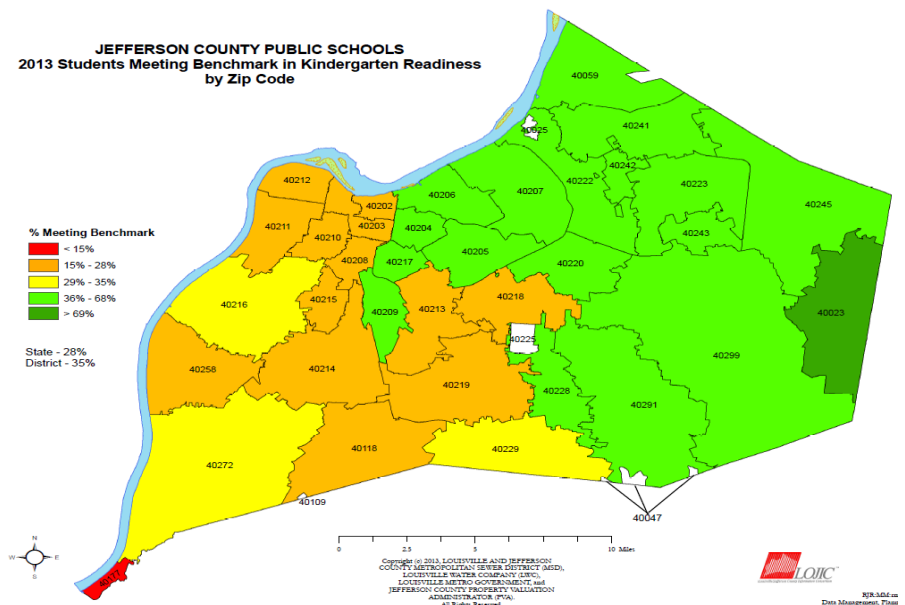 JEFFERSON COUNTY PUBLIC SCHOOLS
2013 Students Meeting Benchmark in Kindergarten Readiness
by Zip Code
40059
40025
40241
40242
40222
40223
40245
40212
40206
40207
40202
40211
40210
40203
40204
40243
40205
40208
40217
40220
% Meeting Benchmark
< 15%
15% - 28%
29% - 35%
36% - 68%
> 69%
State - 28%
District - 35%
40216
40215
40209
40213
40218
40023
40225
40299
40258
40214
40219
40228
40291
40118
40229
40272
40109
40047
40177
N
W E
S
0 2.5 5 10 Miles
Copyright (c) 2013, LOUISVILLE AND JEFFERSON
COUNTY METROPOLITAN SEWER DISTRICT (MSD),
LOUISVILLE WATER COMPANY (LWC),
LOUISVILLE METRO GOVERNMENT, and
JEFFERSON COUNTY PROPERTY VALUATION
ADMINISTRATOR (PVA).
All Rights Reserved
LOJIC
Data Management,